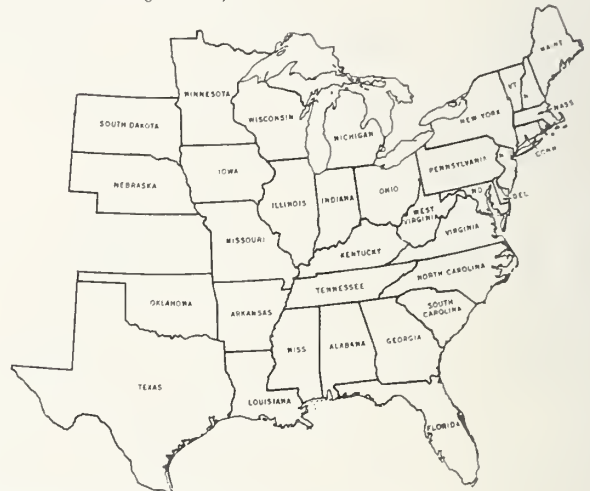 MAINE
VT
MINNESOTA
MASS
WISCONSIN
SOUTH DAKOTA
NEW YORK
MICHIGAN
CONN
PENNSYLVANIA
IOWA
NEBRASKA
OHIO
MD
DEL
ILLINOIS
INDIANA
WEST
VIRGINIA
VIRGINIA
MISSOURI
KENTUCKY
NORTH CAROLINA
TENNESSEE
OKLAHOMA
ARKANSAS
SOUTH
CAROLINA
MISS
ALABAMA
GEORGIA
TEXAS
LOUISIANA
FLORIDA